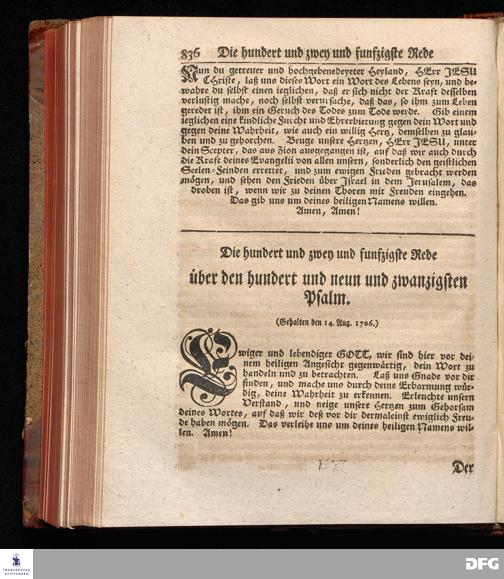 836 Die hundert und zwey und funfzigste Rede
Nun du getreuer und hochgebenedeyeter Heyland, HErr JESU
CHriste, laß uns dieses Wort ein Wort des Lebens seyn, und be-
wahre du selbst einen ieglichen, daß er sich nicht der Kraft desselben
verlustig mache, noch selbst verursache, daß das, so ihm zum Leben
geredet ist, ihm ein Geruch des Todes zum Tode werde. Gib einem
ieglichen eine kindliche Furcht und Ehrerbietung gegen dein Wort und
gegen deine Wahrheit, wie auch ein willig Hertz, demselben zu glau-
ben und zu gehorchen. Beuge unsere Hertzen, HErr JESU, unter
dein Scepter, das aus Zion ausgegangen ist, auf daß wir auch durch
die Kraft deines Evangelii von allen unsern, sonderlich den geistlichen
Seelen-Feinden errettet, und zum ewigen Frieden gebracht werden
mögen, und sehen den Frieden über Israel in dem Jerusalem, das
droben ist, wenn wir zu deinen Thoren mit Freuden eingehen.
Das gib uns um deines heiligen Namens willen.
Amen, Amen!
Die hundert und zwey und funfzigste Rede
über den hundert und neun und zwanzigsten
Psalm.
(Gehalten den 14. Aug. 1706.)
Ewiger und lebendiger GOTT, wir sind hier vor dei-
nem heiligen Angesicht gegenwärtig, dein Wort zu
handeln und zu betrachten. Laß uns Gnade vor dir
finden, und mache uns durch deine Erbarmung wür-
dig, deine Wahrheit zu erkennen. Erleuchte unsern
Verstand, und neige unsere Hertzen zum Gehorsam
deines Wortes, auf daß wir deß vor dir dermaleinst ewiglich Freu-
de haben mögen. Das verleihe uns um deines heiligen Namens wil-
len. Amen!
Der
FRANCKESCHE
STIFTUNGEN
DFG